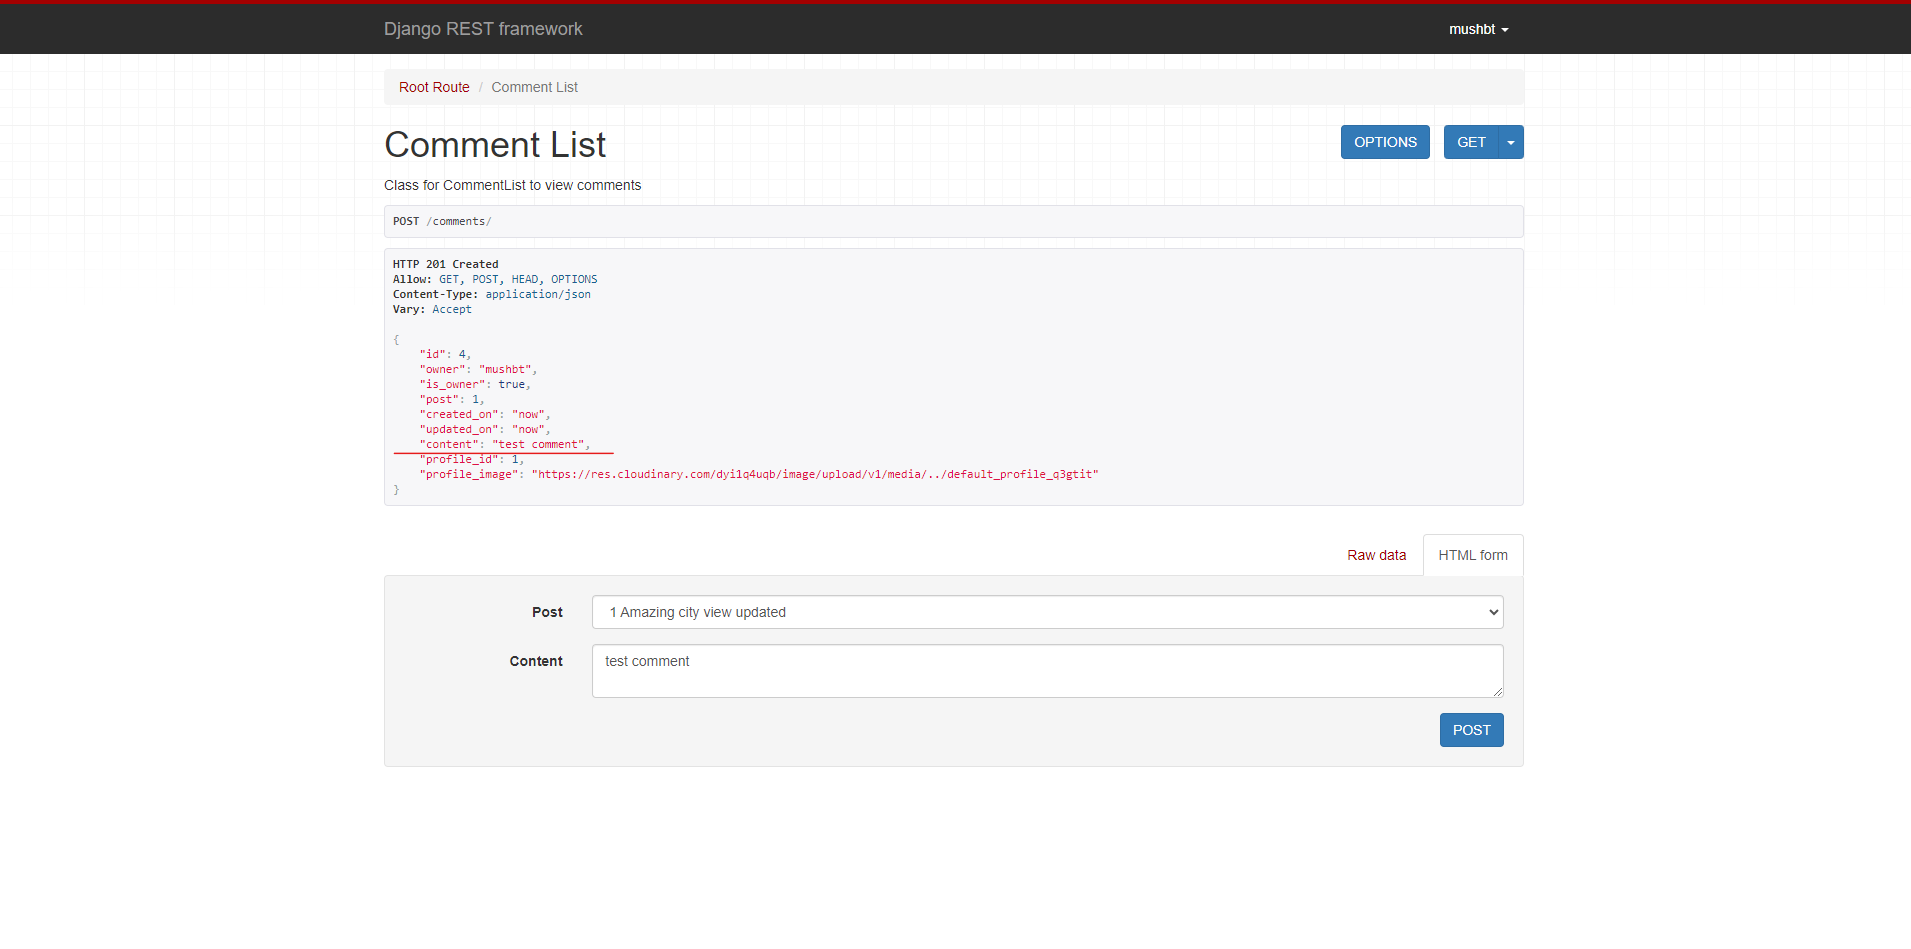 Django REST framework
mushbt
Root Route / Comment List
Comment List
OPTIONS
GET
Class for CommentList to view comments
POST /comments/
HTTP 201 Created
Allow: GET, POST, HEAD, OPTIONS
Content-Type: application/json
Vary: Accept
{
    "id": 4,
    "owner": "mushbt",
    "is_owner": true,
    "post": 1,
    "created_on": "now",
    "updated_on": "now",
    "content": "test comment",
    "profile_id": 1,
    "profile_image": "https://res.cloudinary.com/dyi1q4uqb/image/upload/v1/media/../default_profile_q3gtit"
}
Raw data
HTML form
Post
1 Amazing city view updated
Content
test comment
POST